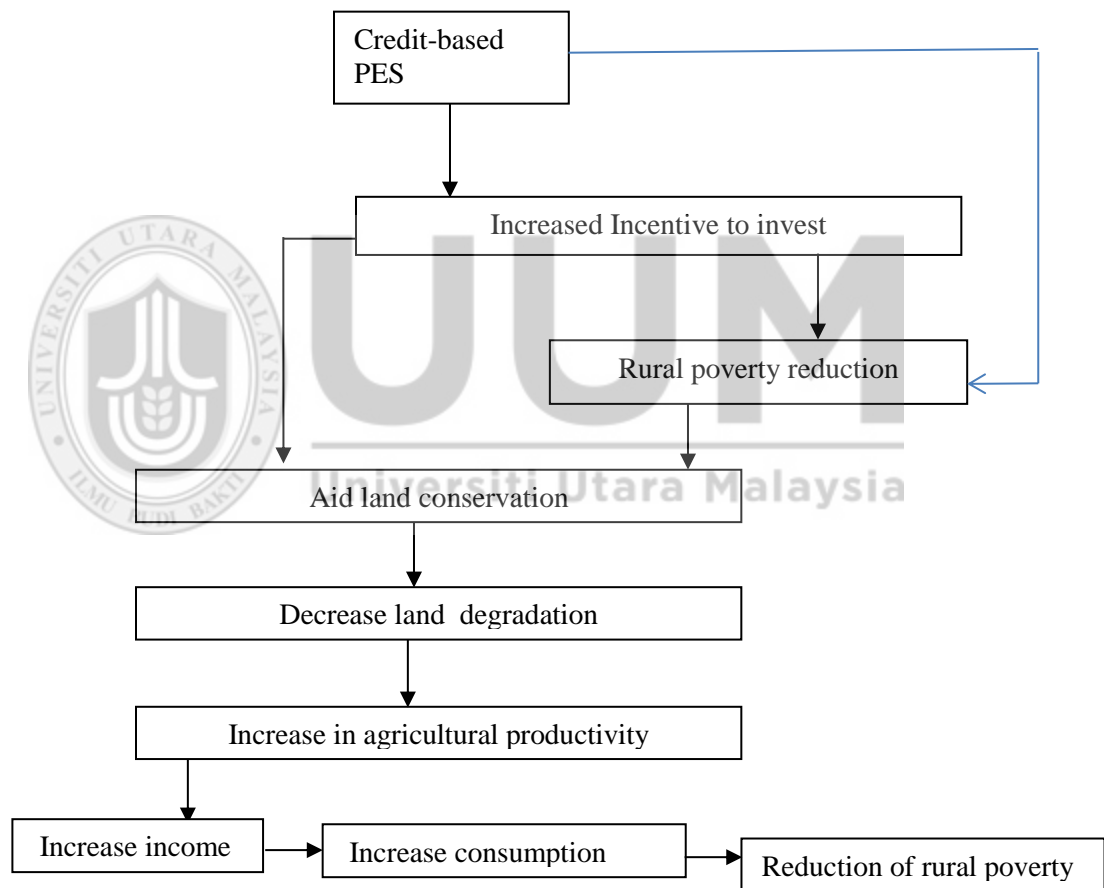 Credit-based
PES
Increased Incentive to invest
Rural poverty reduction
Aid land conservation
Decrease land degradation
Increase in agricultural productivity
Increase income
Increase consumption
Reduction of rural poverty
UNIVERSITI UTARA MALAYSIA
ILMU BUDI BAKTI
UUM
Universiti Utara Malaysia